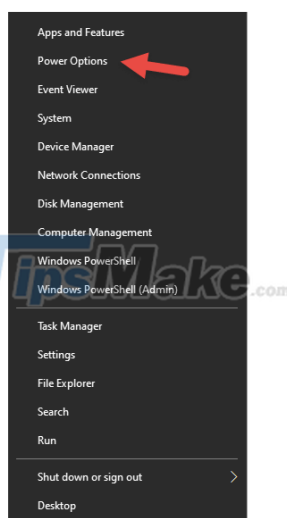 Apps and Features
Power Options
Event Viewer
System
Device Manager
Network Connections
Disk Management
Computer Management
Windows PowerShell
Windows PowerShell (Admin)
TipsMake.com
Task Manager
Settings
File Explorer
Search
Run
Shut down or sign out
Desktop